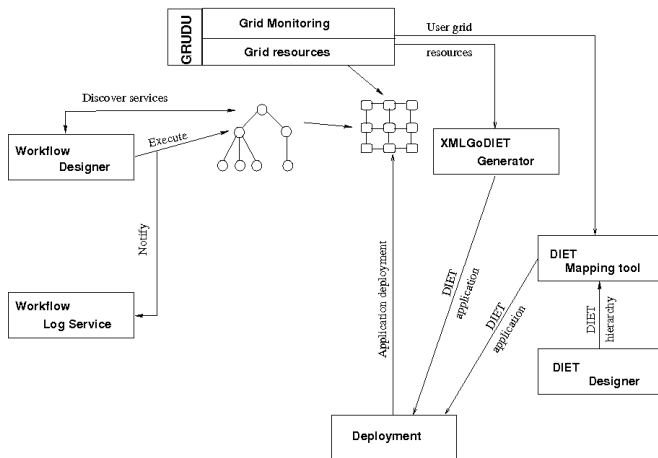 GRUDU
Grid Monitoring
Grid resources
User grid
resources
Discover services
Execute
Workflow
Designer
XMLGoDIET
Generator
Notify
Application deployment
DIET
application
DIET
application
DIET
Mapping tool
DIET
hierarchy
Workflow
Log Service
DIET
Designer
Deployment